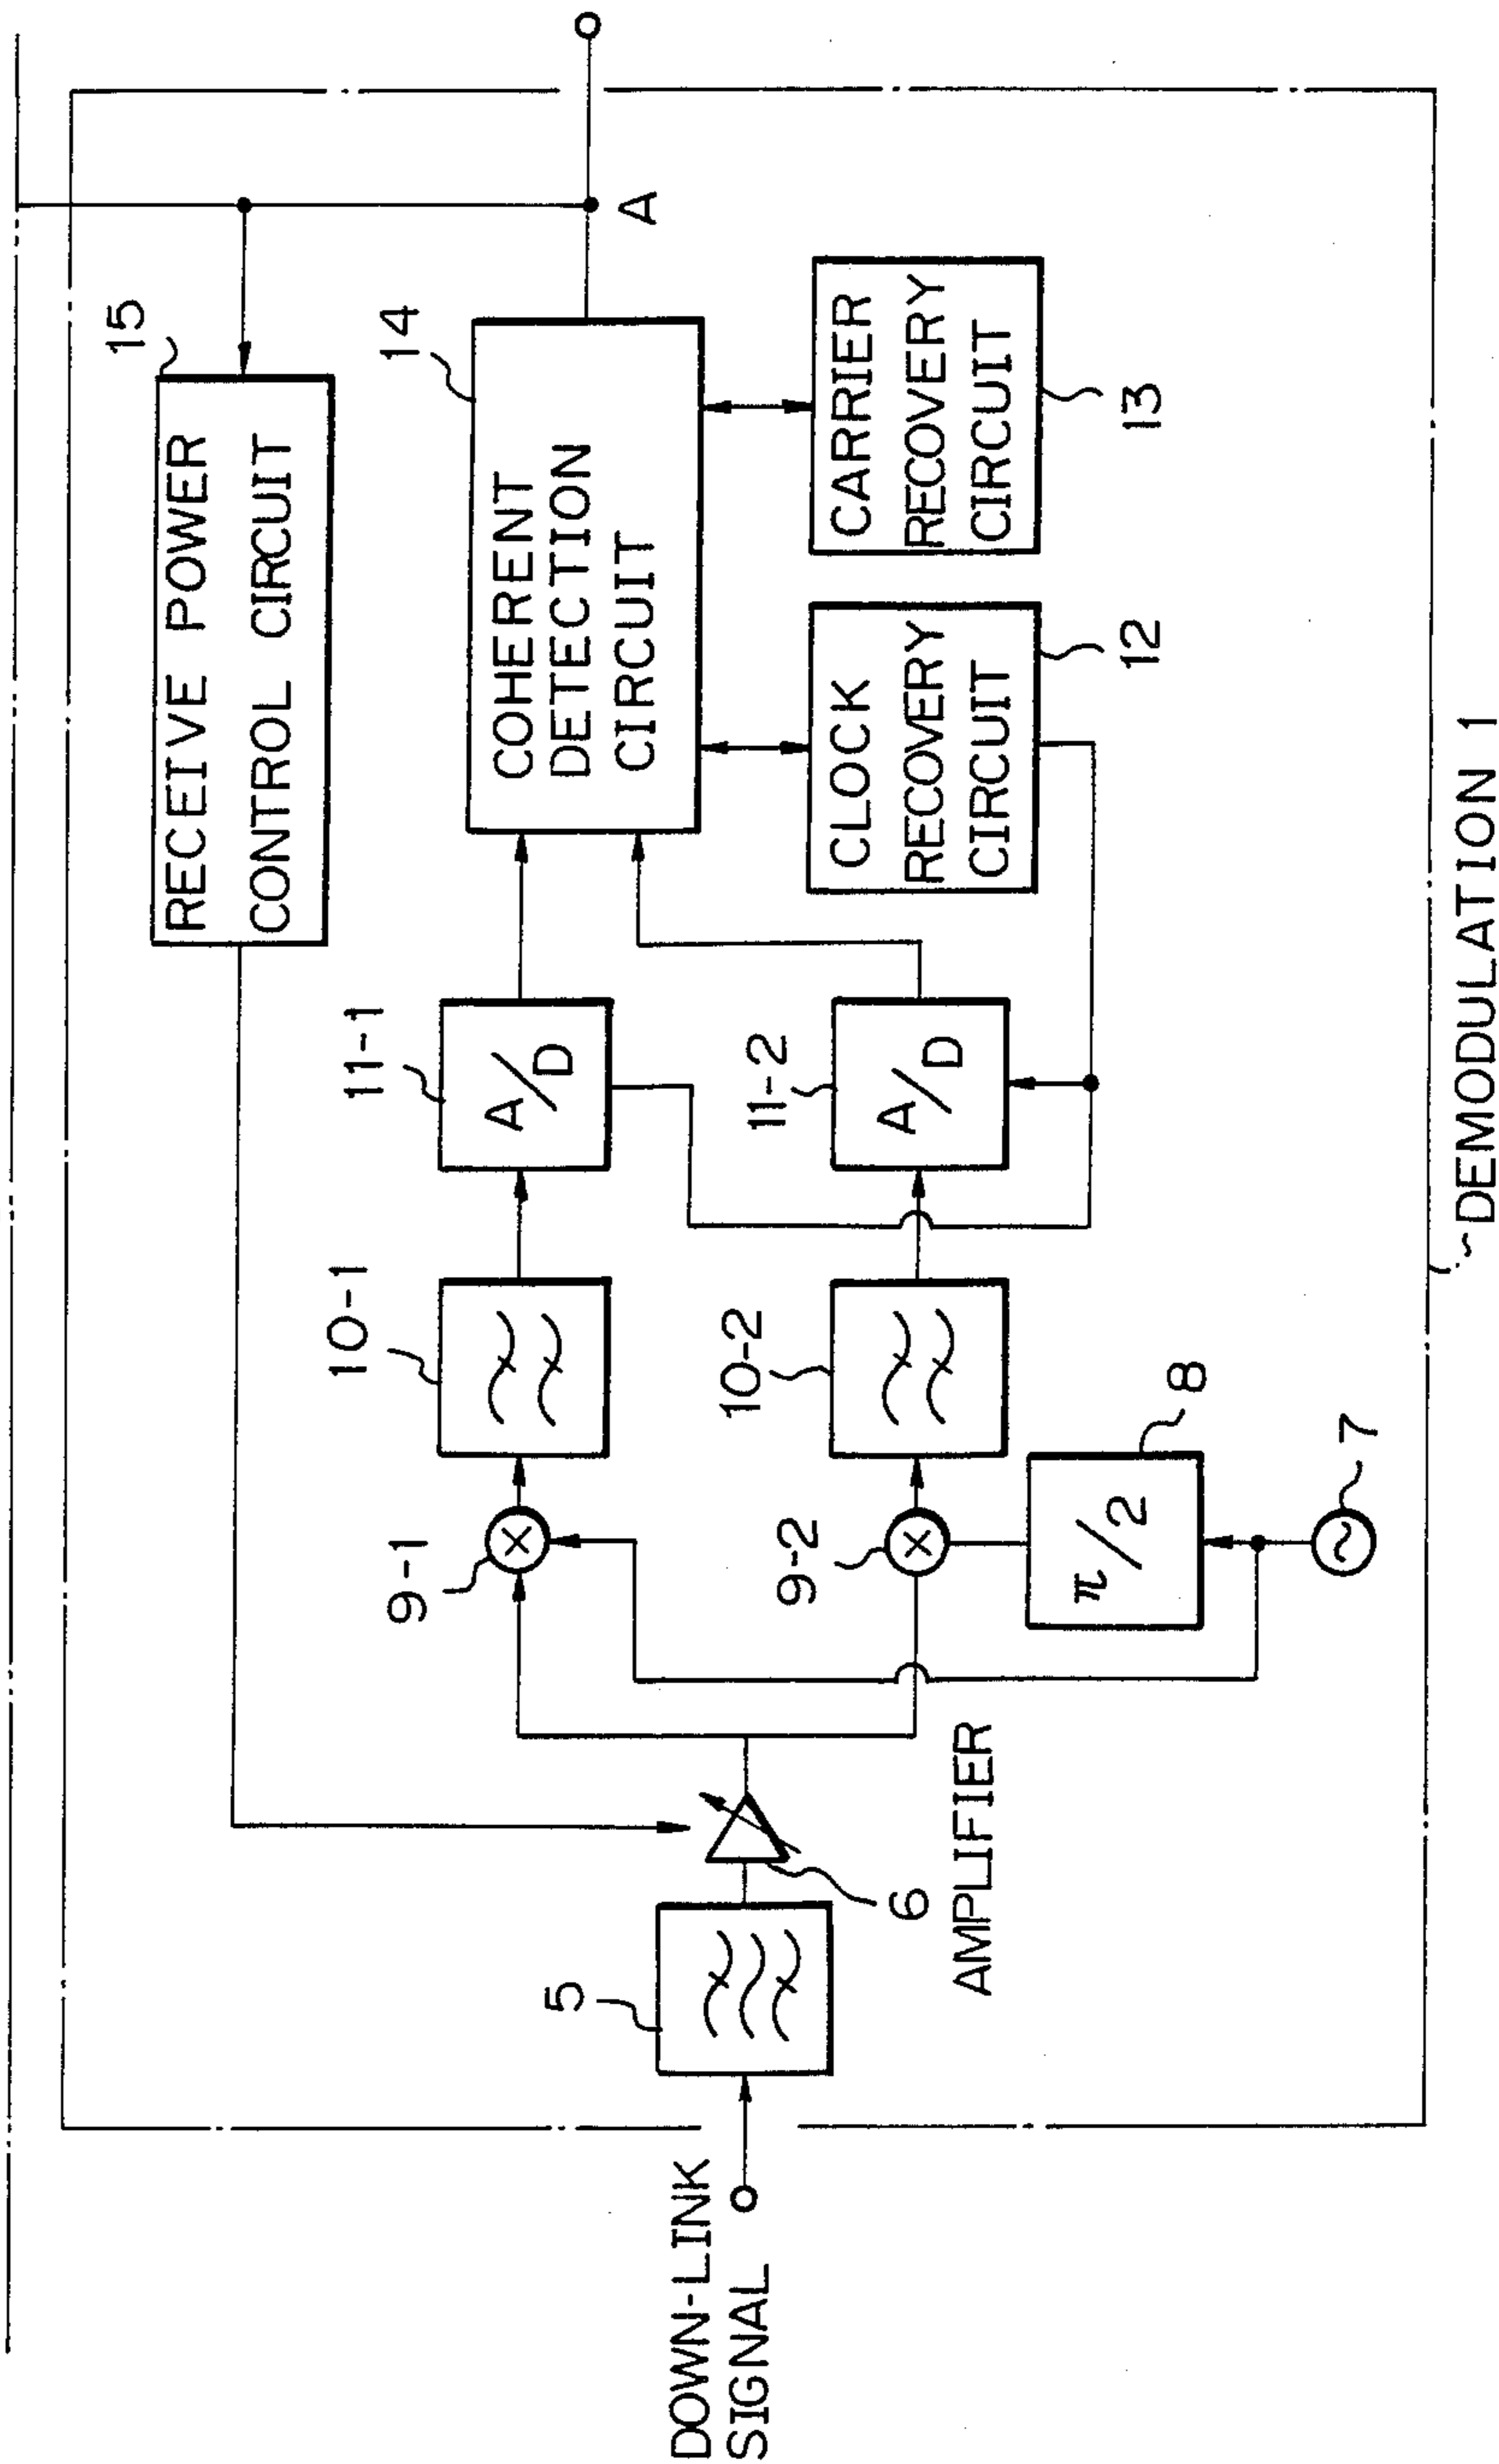 15
RECEIVE POWER
CONTROL CIRCUIT
14
COHERENT
DETECTION
CIRCUIT
A
11-1
A/D
10-1
9-1
CARRIER
RECOVERY
CIRCUIT
13
CLOCK
RECOVERY
CIRCUIT
12
11-2
A/D
10-2
9-2
π/2
8
7
5
6
AMPLIFIER
DOWN-LINK
SIGNAL
DEMODULATION 1